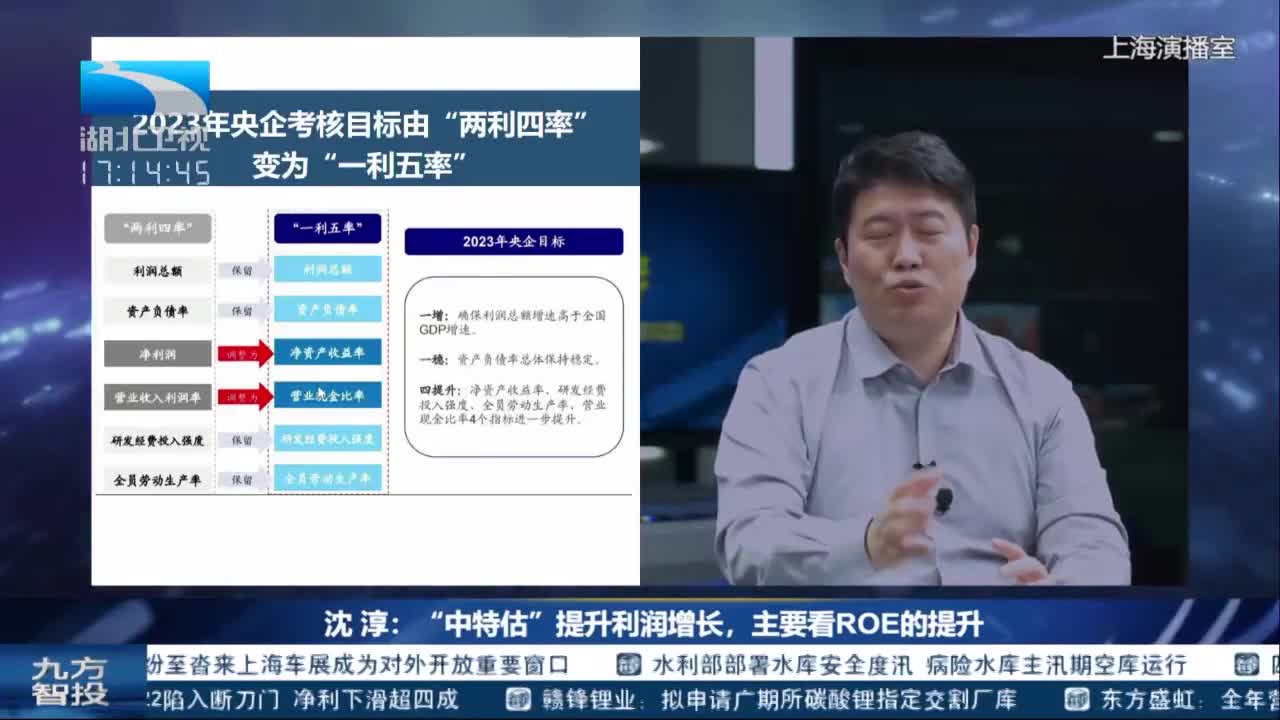 上海演播室
湖北卫视
17:14:45
2023年央企考核目标由“两利四率”
变为“一利五率”
“两利四率”
“一利五率”
2023年央企目标
利润总额 保留 利润总额
资产负债率 保留 资产负债率
净利润 调整为 净资产收益率
营业收入利润率 调整为 营业现金比率
研发经费投入强度 保留 研发经费投入强度
全员劳动生产率 保留 全员劳动生产率
一增：确保利润总额增速高于全国
GDP增速。
一稳：资产负债率总体保持稳定。
四提升：净资产收益率、研发经费
投入强度、全员劳动生产率、营业
现金比率4个指标进一步提升。
沈 淳：“中特估”提升利润增长，主要看ROE的提升
九方
智投
纷至沓来上海车展成为对外开放重要窗口 水利部部署水库安全度汛 病险水库主汛期空库运行
22陷入断刀门 净利下滑超四成 赣锋锂业：拟申请广期所碳酸锂指定交割厂库 东方盛虹：全年营